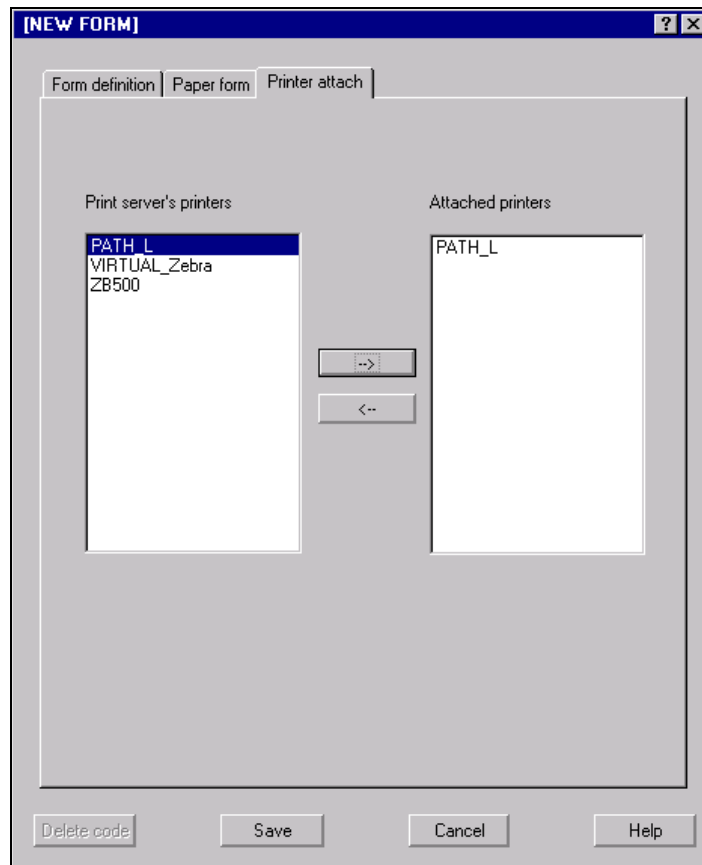 [NEW FORM]
Form definition Paper form Printer attach
Print server's printers Attached printers
PATH_L PATH_L
VIRTUAL_Zebra
ZB500
-->
<--
Delete code Save Cancel Help